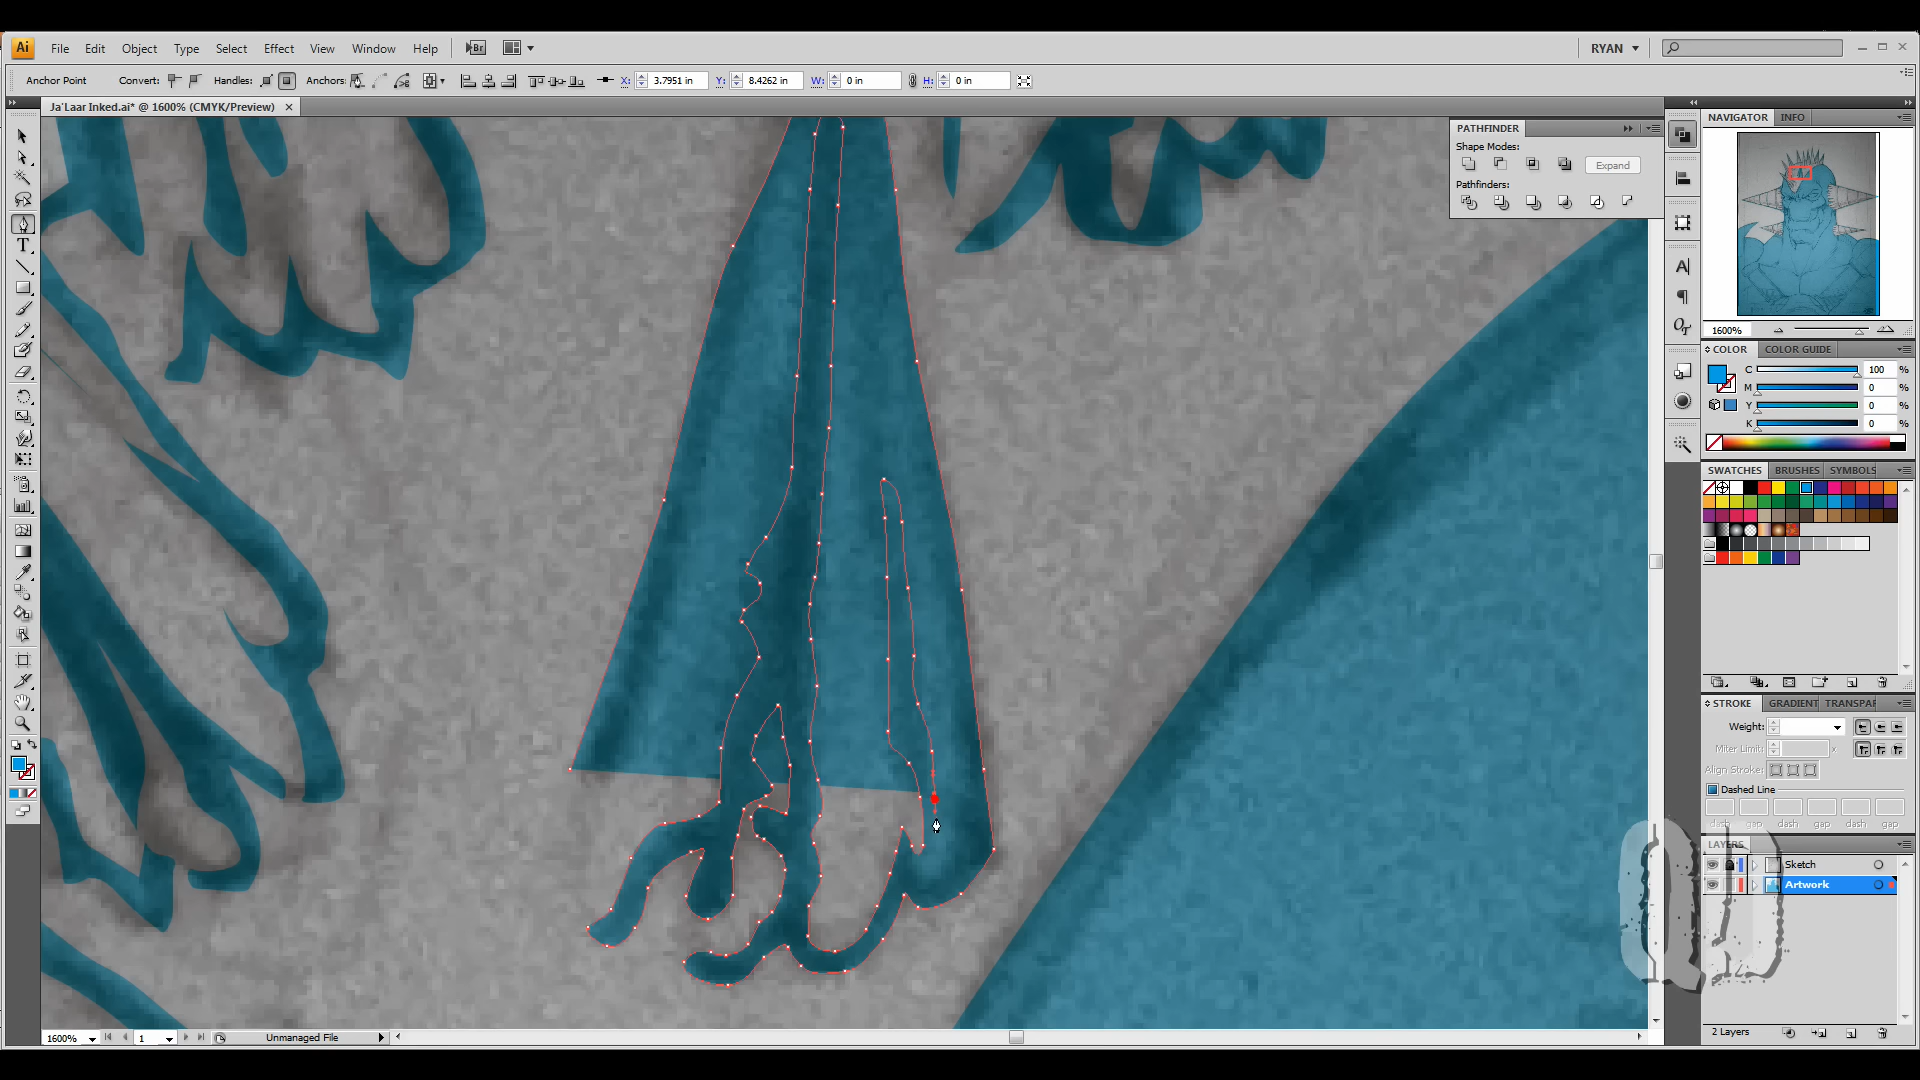 Ai File Edit Object Type Select Effect View Window Help Br RYAN
Anchor Point Convert: Handles: Anchors: X: 3.7951 in Y: 8.4262 in W: 0 in H: 0 in
Ja'Laar Inked.ai* @ 1600% (CMYK/Preview)
NAVIGATOR INFO
PATHFINDER
Shape Modes:
Expand
Pathfinders:
1600%
COLOR COLOR GUIDE
C 100 %
M 0 %
Y 0 %
K 0 %
SWATCHES BRUSHES SYMBOLS
STROKE GRADIENT TRANSPAR
Weight:
Miter Limit: x
Align Stroke:
Dashed Line
dash gap dash gap dash gap
LAYERS
Sketch
Artwork
QD
2 Layers
1600% 1 Unmanaged File